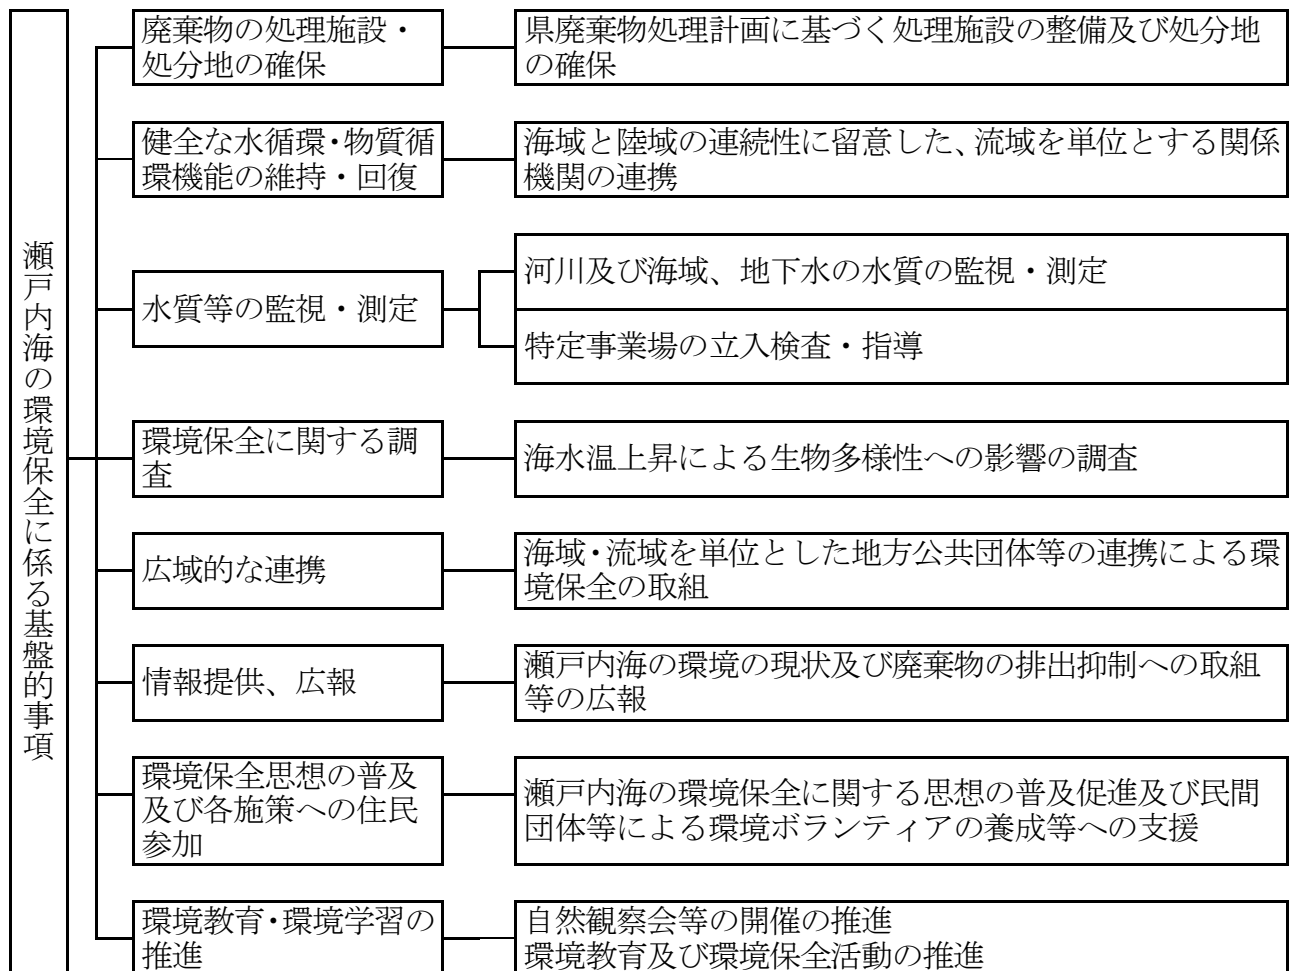 瀬戸内海の環境保全に係る基盤的事項
廃棄物の処理施設・
処分地の確保
県廃棄物処理計画に基づく処理施設の整備及び処分地
の確保
健全な水循環・物質循
環機能の維持・回復
海域と陸域の連続性に留意した、流域を単位とする関係
機関の連携
水質等の監視・測定
河川及び海域、地下水の水質の監視・測定
特定事業場の立入検査・指導
環境保全に関する調
査
海水温上昇による生物多様性への影響の調査
広域的な連携
海域・流域を単位とした地方公共団体等の連携による環
境保全の取組
情報提供、広報
瀬戸内海の環境の現状及び廃棄物の排出抑制への取組
等の広報
環境保全思想の普及
及び各施策への住民
参加
瀬戸内海の環境保全に関する思想の普及促進及び民間
団体等による環境ボランティアの養成等への支援
環境教育・環境学習の
推進
自然観察会等の開催の推進
環境教育及び環境保全活動の推進